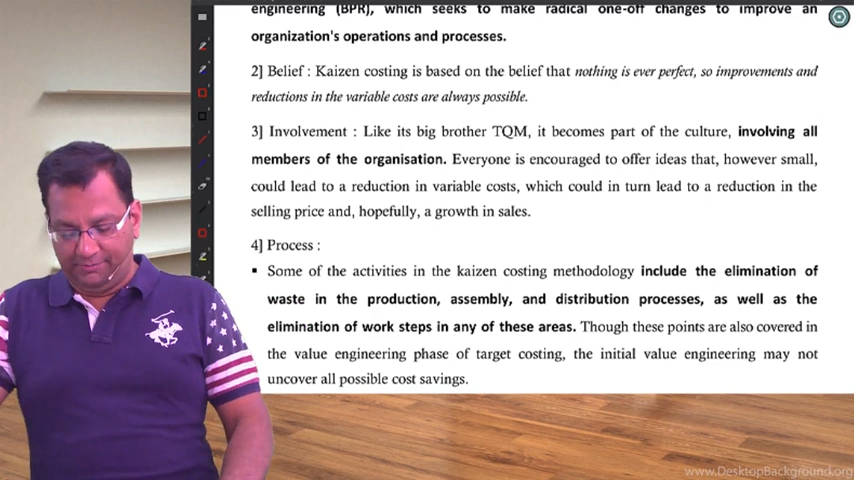 engineering (BPR), which seeks to make radical one-off changes to improve an
organization's operations and processes.
2] Belief : Kaizen costing is based on the belief that nothing is ever perfect, so improvements and
reductions in the variable costs are always possible.
3] Involvement : Like its big brother TQM, it becomes part of the culture, involving all
members of the organisation. Everyone is encouraged to offer ideas that, however small,
could lead to a reduction in variable costs, which could in turn lead to a reduction in the
selling price and, hopefully, a growth in sales.
4] Process :
▪ Some of the activities in the kaizen costing methodology include the elimination of
waste in the production, assembly, and distribution processes, as well as the
elimination of work steps in any of these areas. Though these points are also covered in
the value engineering phase of target costing, the initial value engineering may not
uncover all possible cost savings.
www.DesktopBackground.org